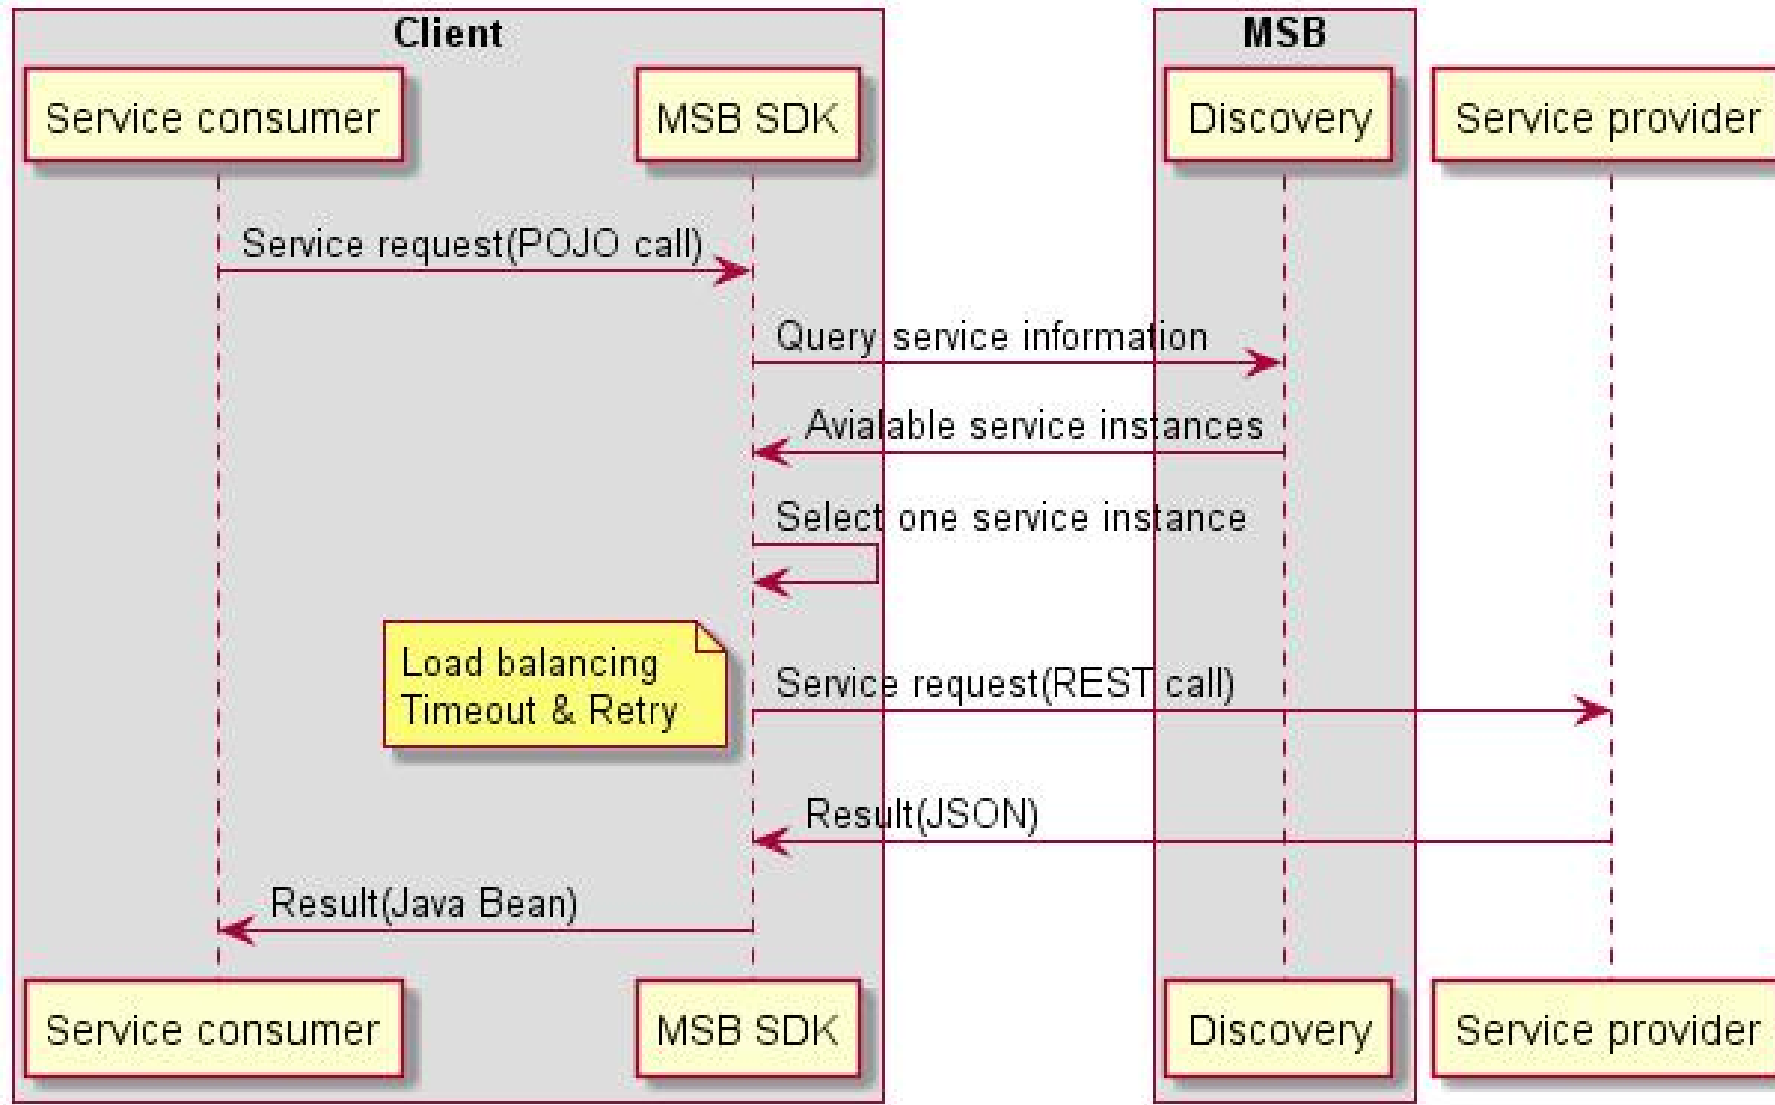 Client
MSB
Service consumer
MSB SDK
Discovery
Service provider
Service request(POJO call)
Query service information
Avialable service instances
Select one service instance
Load balancing
Timeout & Retry
Service request(REST call)
Result(JSON)
Result(Java Bean)
Service consumer
MSB SDK
Discovery
Service provider